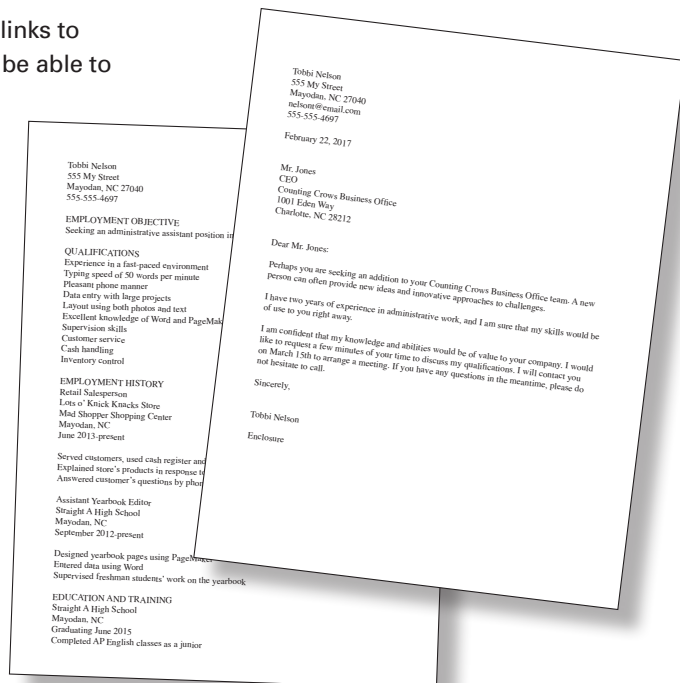 links to
be able to
Tobbi Nelson
555 My Street
Mayodan, NC 27040
nelsont@email.com
555-555-4697
February 22, 2017
Mr. Jones
CEO
Counting Crows Business Office
1001 Eden Way
Charlotte, NC 28212
Dear Mr. Jones:
Perhaps you are seeking an addition to your Counting Crows Business Office team. A new
person can often provide new ideas and innovative approaches to challenges.
I have two years of experience in administrative work, and I am sure that my skills would be
of use to you right away.
I am confident that my knowledge and abilities would be of value to your company. I would
like to request a few minutes of your time to discuss my qualifications. I will contact you
on March 15th to arrange a meeting. If you have any questions in the meantime, please do
not hesitate to call.
Sincerely,
Tobbi Nelson
Enclosure
Tobbi Nelson
555 My Street
Mayodan, NC 27040
555-555-4697
EMPLOYMENT OBJECTIVE
Seeking an administrative assistant position in
QUALIFICATIONS
Experience in a fast-paced environment
Typing speed of 50 words per minute
Pleasant phone manner
Data entry with large projects
Layout using both photos and text
Excellent knowledge of Word and PageMak
Supervision skills
Customer service
Cash handling
Inventory control
EMPLOYMENT HISTORY
Retail Salesperson
Lots o' Knick Knacks Store
Mad Shopper Shopping Center
Mayodan, NC
June 2013-present
Served customers, used cash register and
Explained store's products in response t
Answered customer's questions by phon
Assistant Yearbook Editor
Straight A High School
Mayodan, NC
September 2012-present
Designed yearbook pages using PageMaker
Entered data using Word
Supervised freshman students' work on the yearbook
EDUCATION AND TRAINING
Straight A High School
Mayodan, NC
Graduating June 2015
Completed AP English classes as a junior